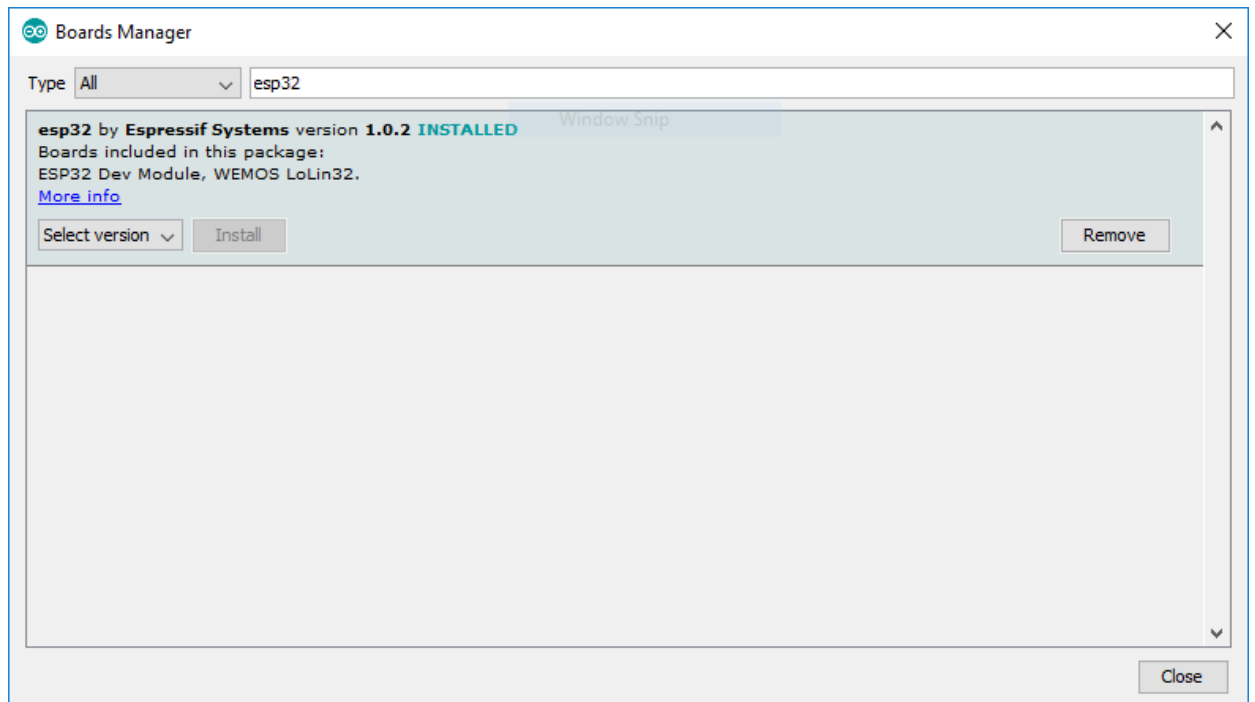 Boards Manager
Type All esp32
Window Snip
esp32 by Espressif Systems version 1.0.2 INSTALLED
Boards included in this package:
ESP32 Dev Module, WEMOS LoLin32.
More info
Select version Install Remove
Close